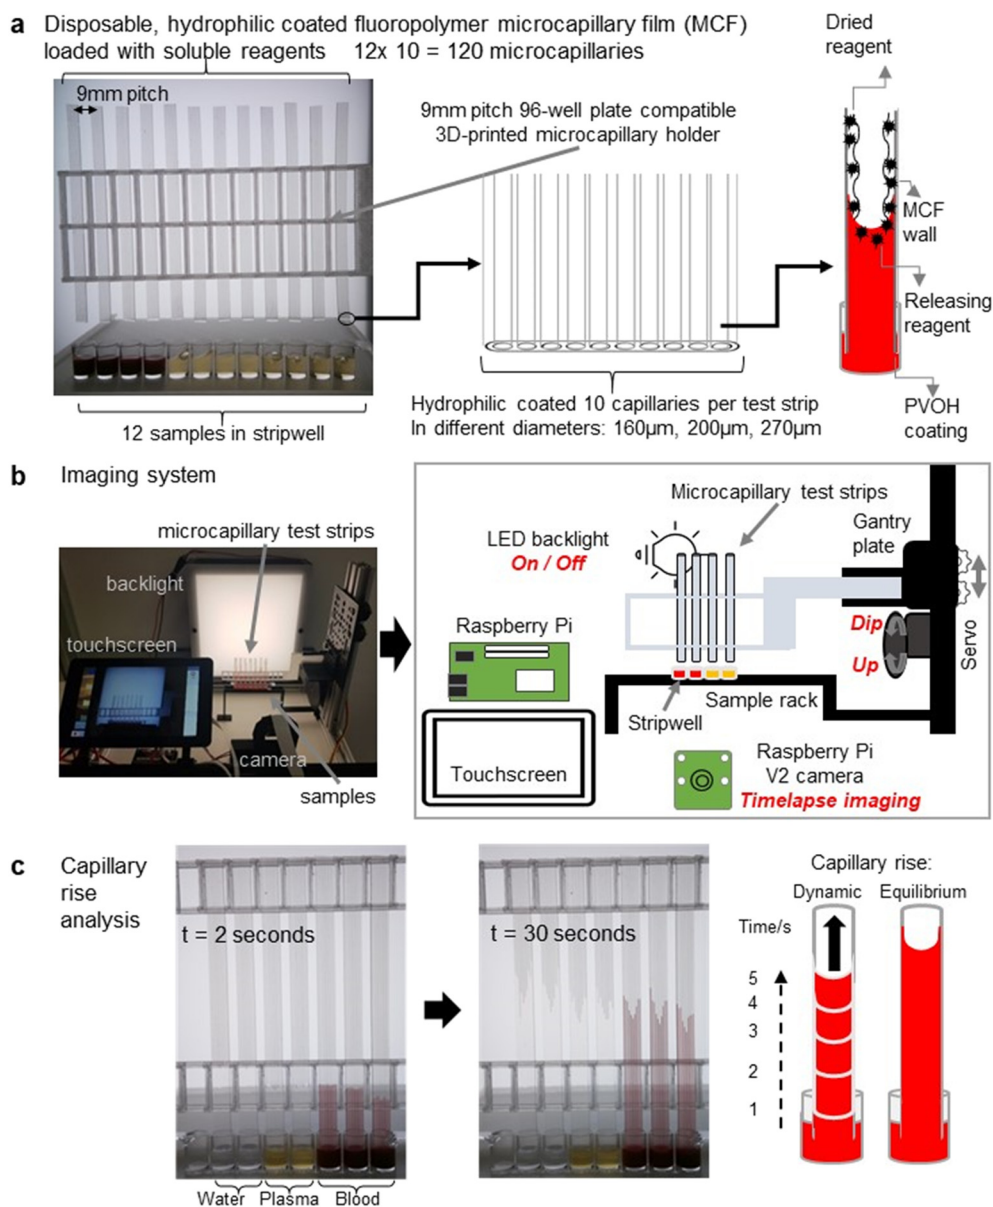 a Disposable, hydrophilic coated fluoropolymer microcapillary film (MCF)
loaded with soluble reagents 12x 10 = 120 microcapillaries
9mm pitch
9mm pitch 96-well plate compatible
3D-printed microcapillary holder
Dried
reagent
MCF
wall
Releasing
reagent
PVOH
coating
12 samples in stripwell
Hydrophilic coated 10 capillaries per test strip
In different diameters: 160µm, 200µm, 270µm
b Imaging system
microcapillary test strips
backlight
touchscreen
camera
samples
LED backlight
On / Off
Microcapillary test strips
Gantry
plate
Raspberry Pi
Dip
Up
Servo
Sample rack
Stripwell
Touchscreen
Raspberry Pi
V2 camera
Timelapse imaging
c Capillary
rise
analysis
t = 2 seconds
t = 30 seconds
Water Plasma Blood
Capillary rise:
Dynamic Equilibrium
Time/s
5
4
3
2
1